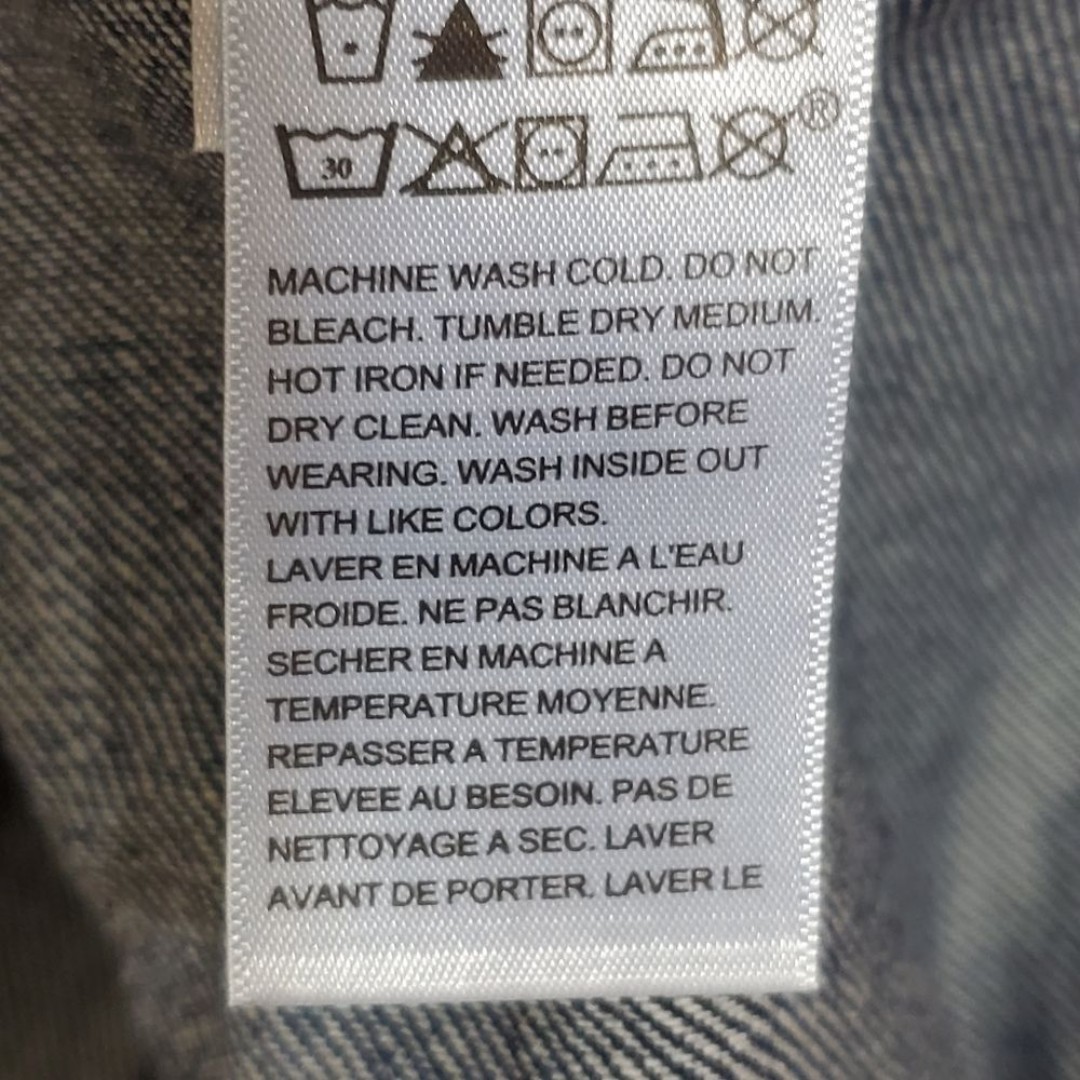 ®
30
MACHINE WASH COLD. DO NOT
BLEACH. TUMBLE DRY MEDIUM.
HOT IRON IF NEEDED. DO NOT
DRY CLEAN. WASH BEFORE
WEARING. WASH INSIDE OUT
WITH LIKE COLORS.
LAVER EN MACHINE A L'EAU
FROIDE. NE PAS BLANCHIR.
SECHER EN MACHINE A
TEMPERATURE MOYENNE.
REPASSER A TEMPERATURE
ELEVEE AU BESOIN. PAS DE
NETTOYAGE A SEC. LAVER
AVANT DE PORTER. LAVER LE